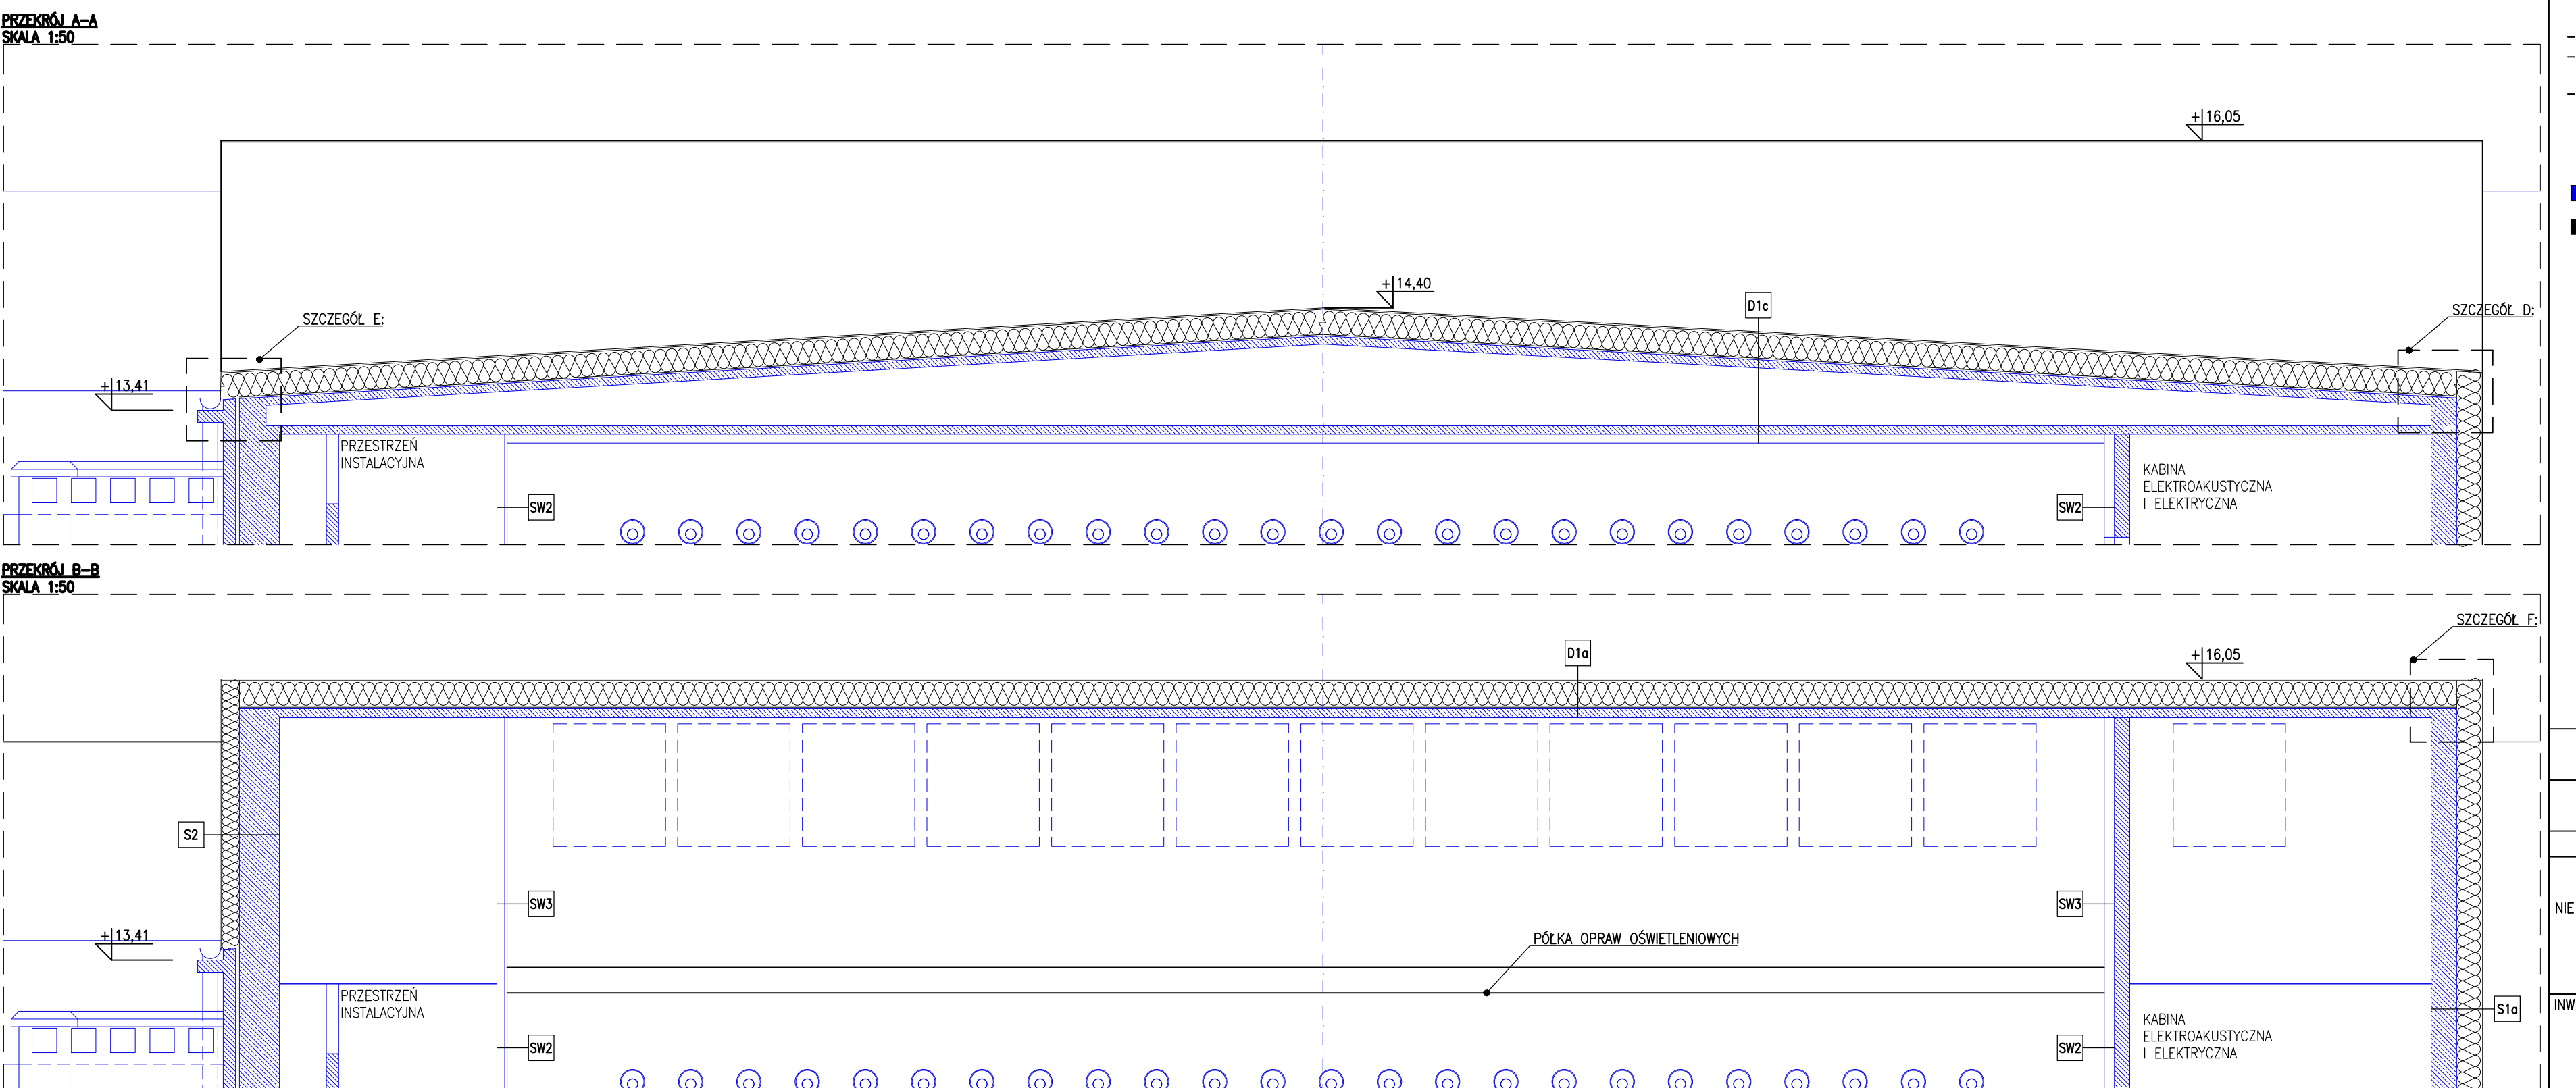 PRZEKRÓJ A-A
SKALA 1:50
+16,05
+14,40
D1c
SZCZEGÓŁ E:
SZCZEGÓŁ D:
+13,41
PRZESTRZEŃ
INSTALACYJNA
SW2
SW2
KABINA
ELEKTROAKUSTYCZNA
I ELEKTRYCZNA
PRZEKRÓJ B-B
SKALA 1:50
SZCZEGÓŁ F:
D1a
+16,05
S2
SW3
SW3
NIE
+13,41
PÓŁKA OPRAW OŚWIETLENIOWYCH
PRZESTRZEŃ
INSTALACYJNA
SW2
SW2
KABINA
ELEKTROAKUSTYCZNA
I ELEKTRYCZNA
S1a
INW